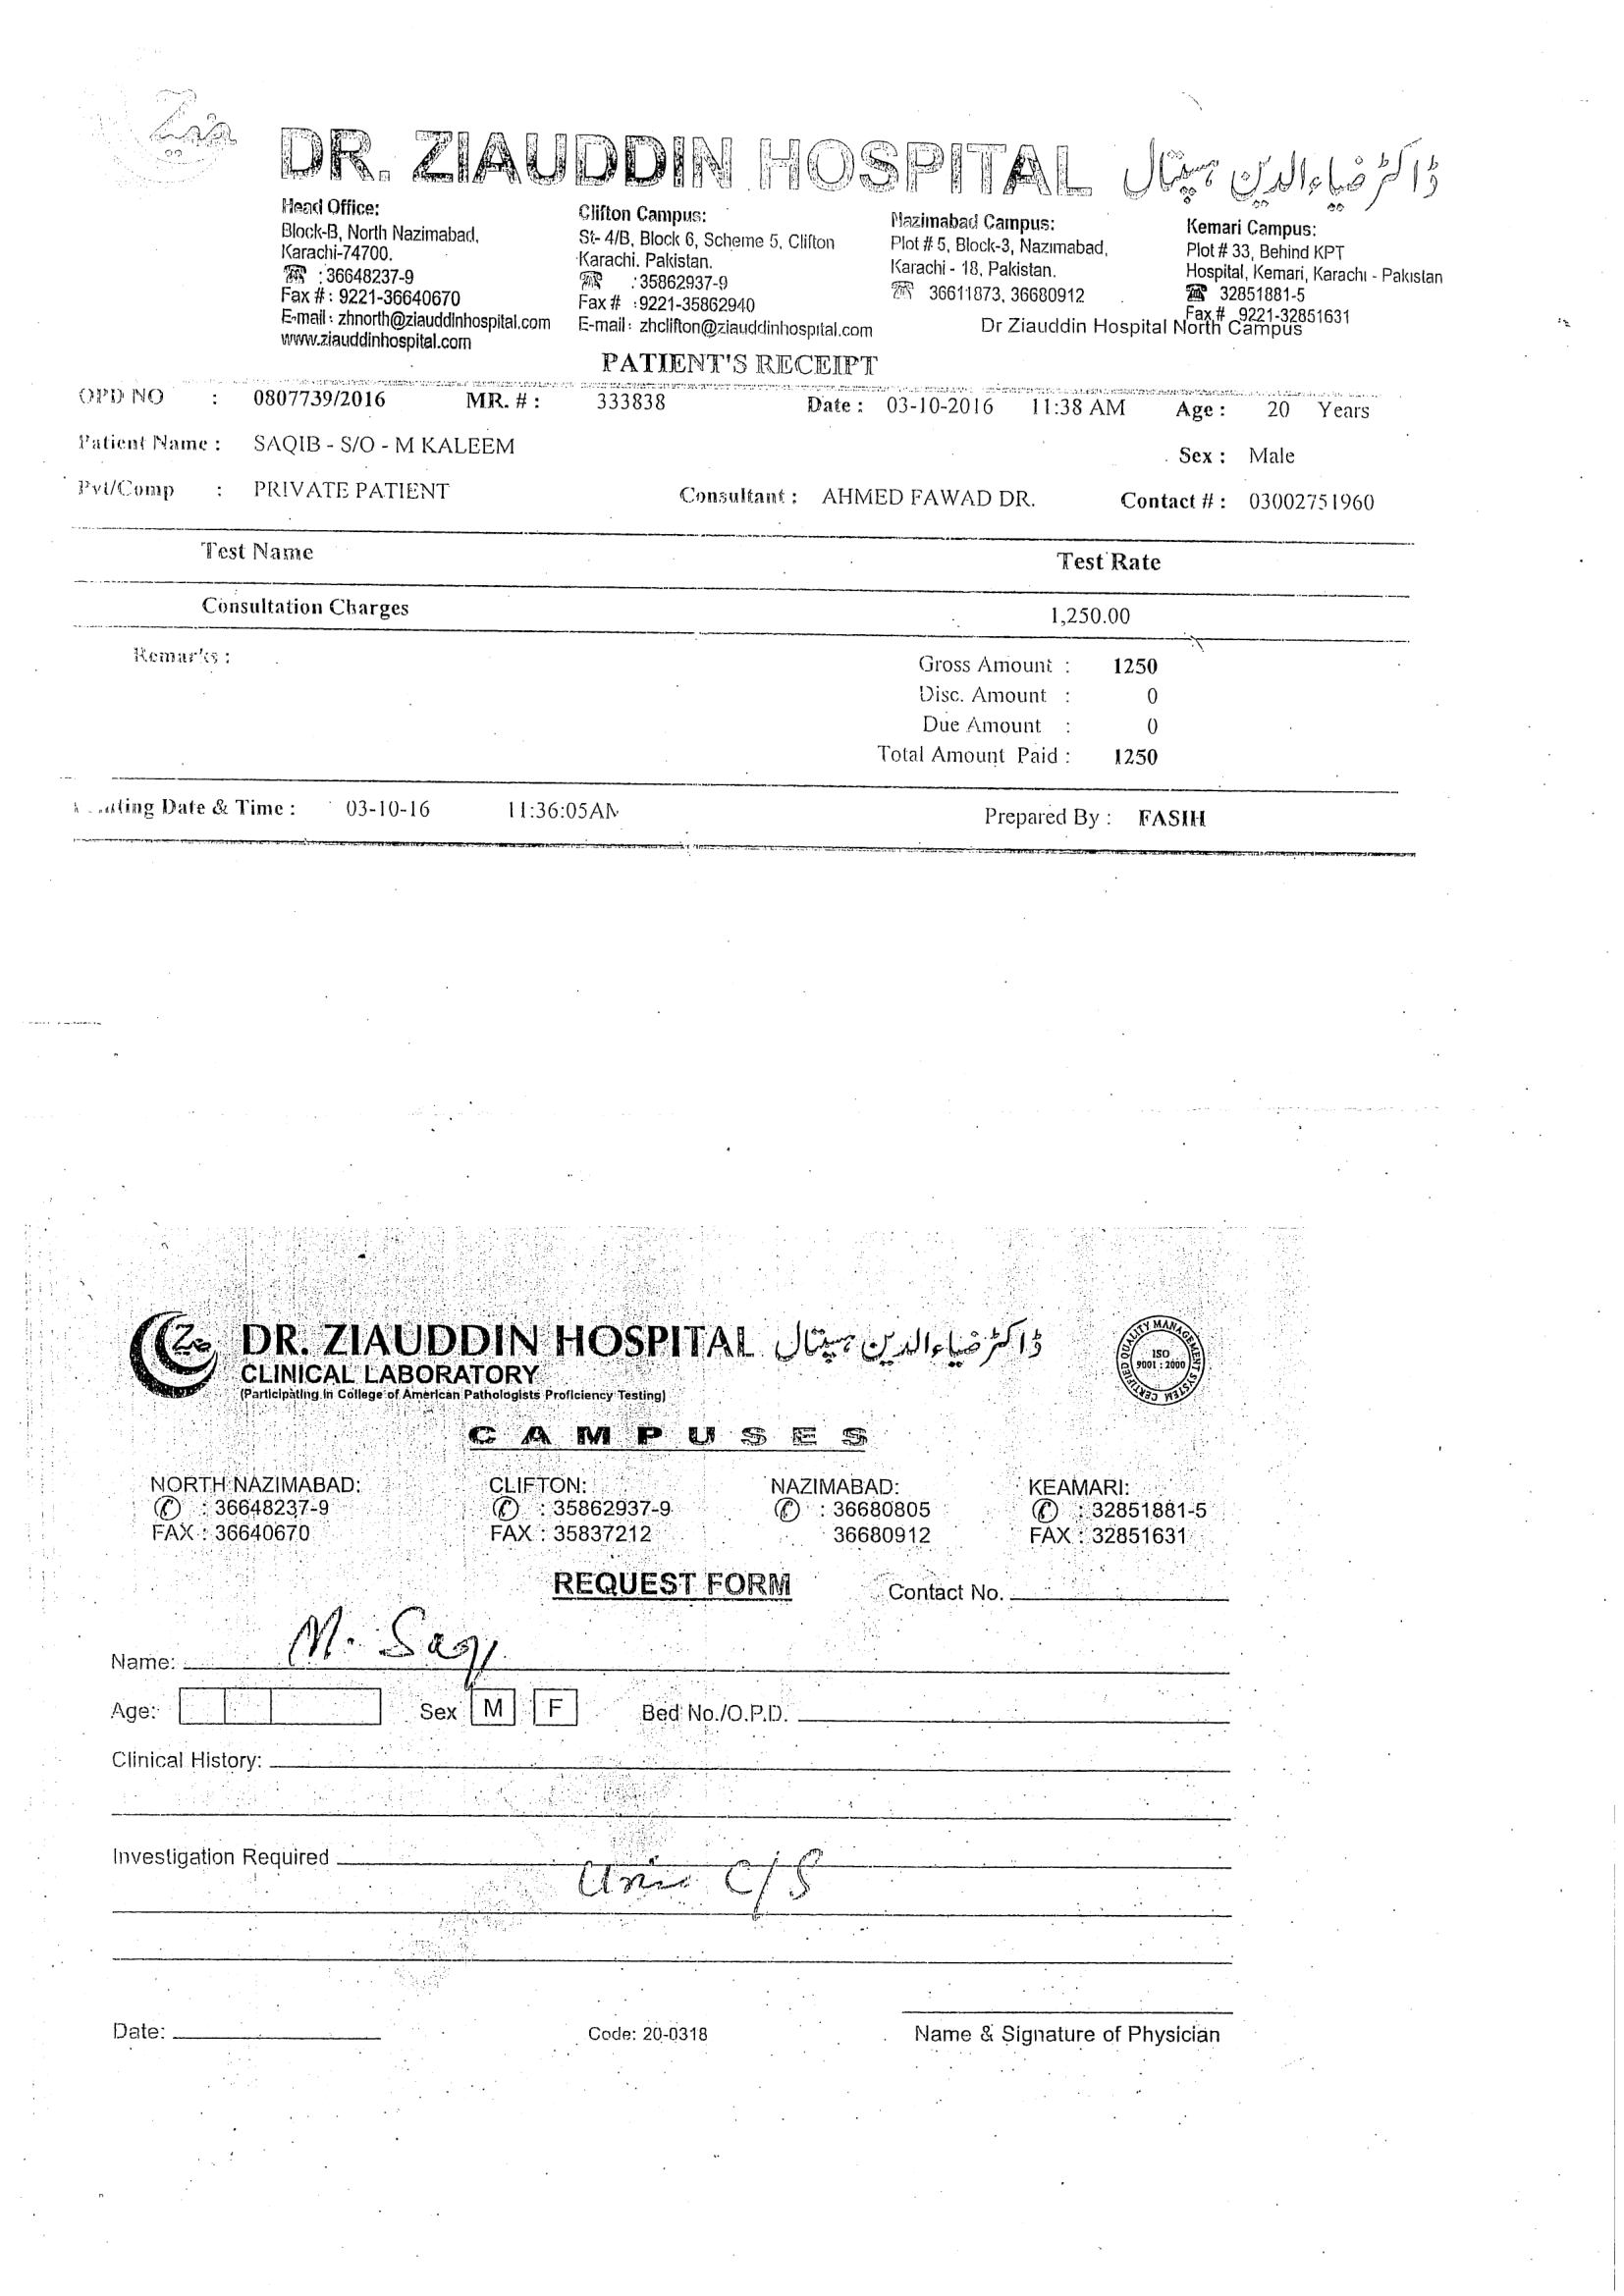 DR. ZIAUDDIN HOSPITAL ڈاکٹر ضیاء الدین ہسپتال
Head Office:
Block-B, North Nazimabad,
Karachi-74700.
☎ : 36648237-9
Fax # : 9221-36640670
E-mail : zhnorth@ziauddinhospital.com
www.ziauddinhospital.com
Clifton Campus:
St- 4/B, Block 6, Scheme 5, Clifton
Karachi. Pakistan.
☎ : 35862937-9
Fax # : 9221-35862940
E-mail : zhclifton@ziauddinhospital.com
Nazimabad Campus:
Plot # 5, Block-3, Nazimabad,
Karachi - 18, Pakistan.
☎ 36611873, 36680912
Kemari Campus:
Plot # 33, Behind KPT
Hospital, Kemari, Karachi - Pakistan
☎ 32851881-5
Fax # 9221-32851631
Dr Ziauddin Hospital North Campus
PATIENT'S RECEIPT
OPD NO : 0807739/2016 MR. # : 333838 Date : 03-10-2016 11:38 AM Age : 20 Years
Patient Name : SAQIB - S/O - M KALEEM Sex : Male
Pvt/Comp : PRIVATE PATIENT Consultant : AHMED FAWAD DR. Contact # : 03002751960
Test Name Test Rate
Consultation Charges 1,250.00
Remarks :
Gross Amount : 1250
Disc. Amount : 0
Due Amount : 0
Total Amount Paid : 1250
Date & Time : 03-10-16 11:36:05AM Prepared By : FASIH
DR. ZIAUDDIN HOSPITAL ڈاکٹر ضیاء الدین ہسپتال
CLINICAL LABORATORY
(Participating in College of American Pathologists Proficiency Testing)
CERTIFIED QUALITY MANAGEMENT SYSTEM
ISO
9001 : 2000
CAMPUSES
NORTH NAZIMABAD:
✆ : 36648237-9
FAX : 36640670
CLIFTON:
✆ : 35862937-9
FAX : 35837212
NAZIMABAD:
✆ : 36680805
36680912
KEAMARI:
✆ : 32851881-5
FAX : 32851631
REQUEST FORM Contact No.
Name: M.
Age: Sex M F Bed No./O.P.D.
Clinical History:
Investigation Required
Urine C/S
Date: Code: 20-0318 Name & Signature of Physician